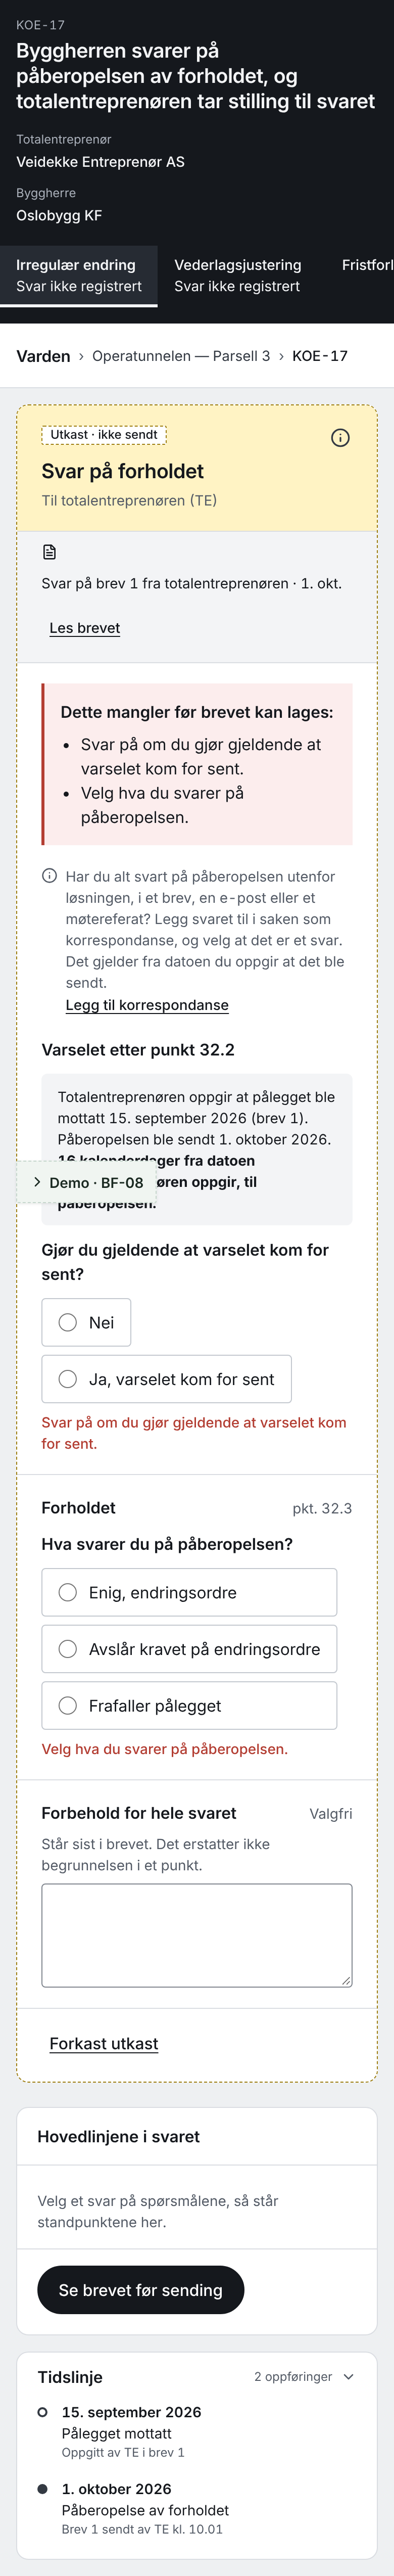 KOE-17
Byggherren svarer på
påberopelsen av forholdet, og
totalentreprenøren tar stilling til svaret
Totalentreprenør
Veidekke Entreprenør AS
Byggherre
Oslobygg KF
Irregulær endring
Svar ikke registrert
Vederlagsjustering
Svar ikke registrert
Fristforl
Varden › Operatunnelen — Parsell 3 › KOE-17
Utkast · ikke sendt
Svar på forholdet
Til totalentreprenøren (TE)
Svar på brev 1 fra totalentreprenøren · 1. okt.
Les brevet
Dette mangler før brevet kan lages:
• Svar på om du gjør gjeldende at
varselet kom for sent.
• Velg hva du svarer på
påberopelsen.
Har du alt svart på påberopelsen utenfor
løsningen, i et brev, en e-post eller et
møtereferat? Legg svaret til i saken som
korrespondanse, og velg at det er et svar.
Det gjelder fra datoen du oppgir at det ble
sendt.
Legg til korrespondanse
Varselet etter punkt 32.2
Totalentreprenøren oppgir at pålegget ble
mottatt 15. september 2026 (brev 1).
Påberopelsen ble sendt 1. oktober 2026.
16 kalenderdager fra datoen
øren oppgir, til
påberopelsen.
Demo · BF-08
Gjør du gjeldende at varselet kom for
sent?
Nei
Ja, varselet kom for sent
Svar på om du gjør gjeldende at varselet kom
for sent.
Forholdet pkt. 32.3
Hva svarer du på påberopelsen?
Enig, endringsordre
Avslår kravet på endringsordre
Frafaller pålegget
Velg hva du svarer på påberopelsen.
Forbehold for hele svaret Valgfri
Står sist i brevet. Det erstatter ikke
begrunnelsen i et punkt.
Forkast utkast
Hovedlinjene i svaret
Velg et svar på spørsmålene, så står
standpunktene her.
Se brevet før sending
Tidslinje 2 oppføringer
15. september 2026
Pålegget mottatt
Oppgitt av TE i brev 1
1. oktober 2026
Påberopelse av forholdet
Brev 1 sendt av TE kl. 10.01